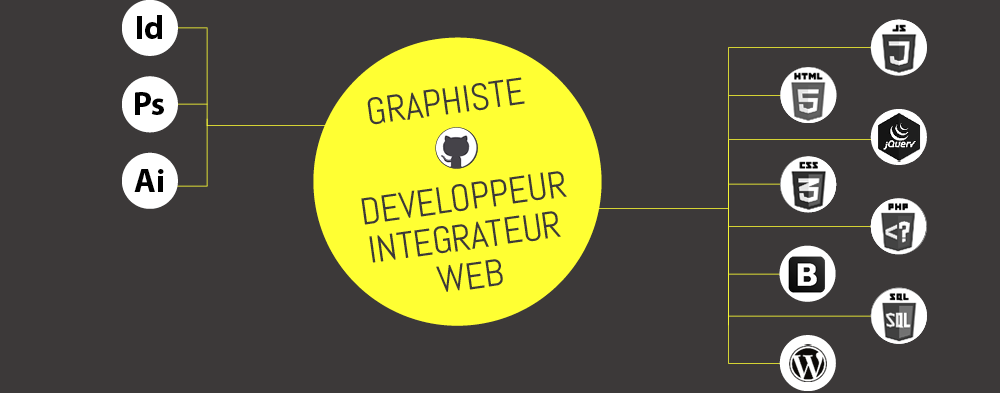 Id
Ps
Ai
GRAPHISTE
DEVELOPPEUR
INTEGRATEUR
WEB
JS
HTML
5
jQuery
CSS
3
PHP
<?
B
SQL
SQL
W